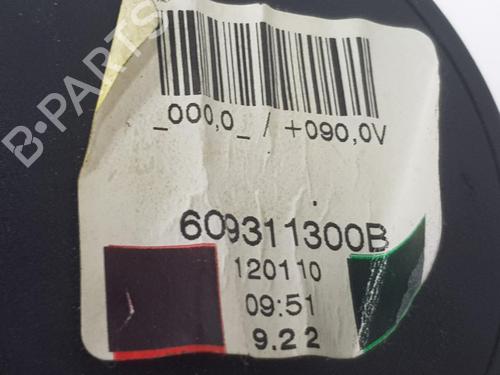 B-PARTS
_000,0_ / +090,0V
609311300B
120110
09:51
9.22